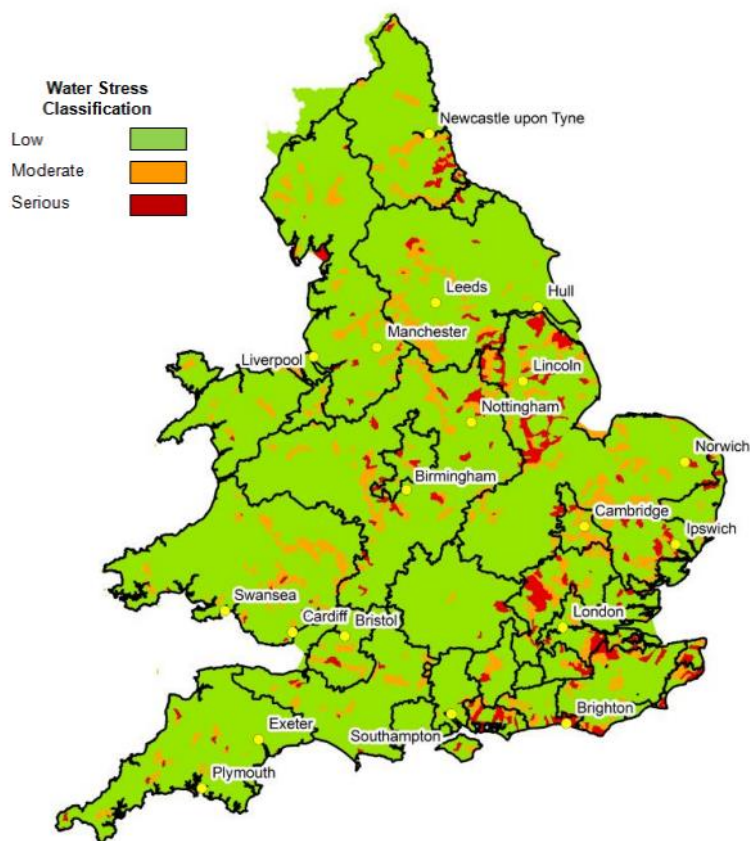 Water Stress
Classification
Low
Moderate
Serious
Newcastle upon Tyne
Leeds
Hull
Manchester
Liverpool
Lincoln
Nottingham
Norwich
Birmingham
Cambridge
Ipswich
Swansea
Cardiff
Bristol
London
Brighton
Southampton
Exeter
Plymouth